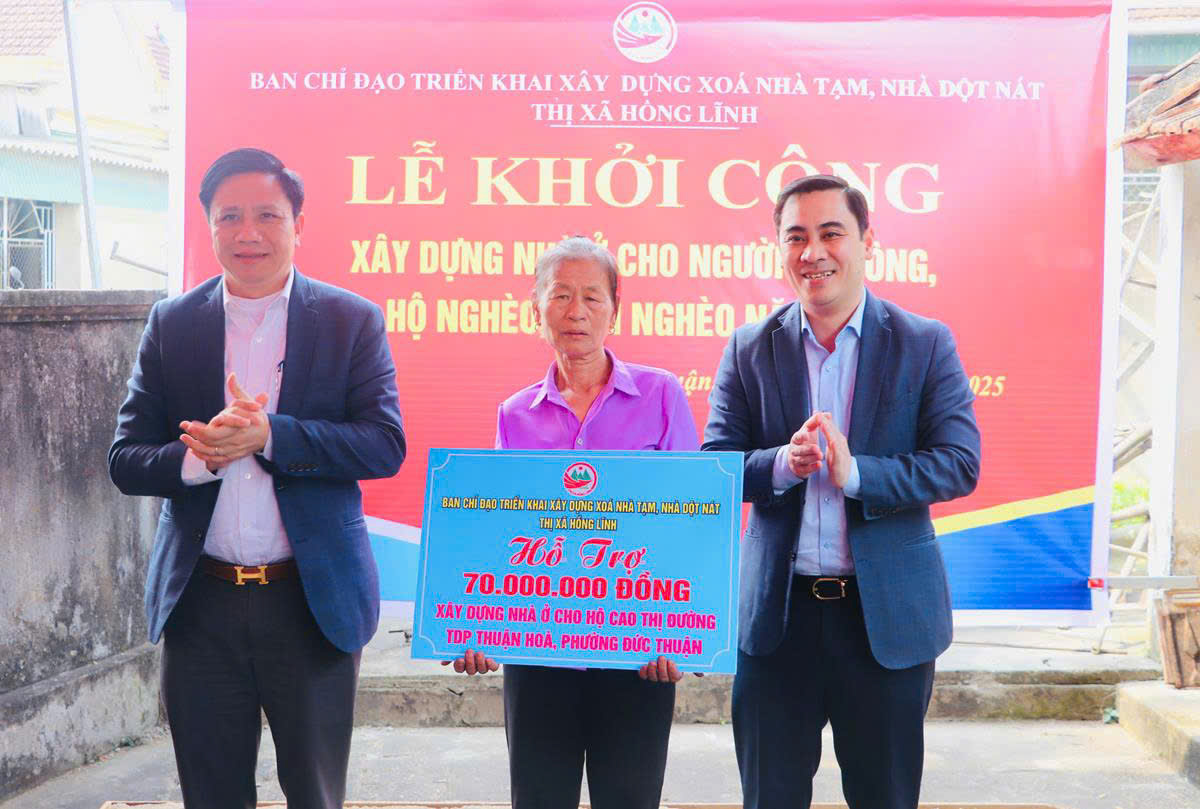 BAN CHỈ ĐẠO TRIỂN KHAI XÂY DỰNG XOÁ NHÀ TẠM, NHÀ DỘT NÁT
THỊ XÃ HỒNG LĨNH
LỄ KHỞI CÔNG
XÂY DỰNG Ở CHO NGƯỜI
HỘ NGHÈO NGHÈO
2025
BAN CHỈ ĐẠO TRIỂN KHAI XÂY DỰNG XOÁ NHÀ TẠM, NHÀ DỘT NÁT
THỊ XÃ HỒNG LĨNH
Hỗ Trợ
70.000.000 ĐỒNG
XÂY DỰNG NHÀ Ở CHO HỘ CAO THỊ ĐƯỜNG
TDP THUẬN HOÀ, PHƯỜNG ĐỨC THUẬN